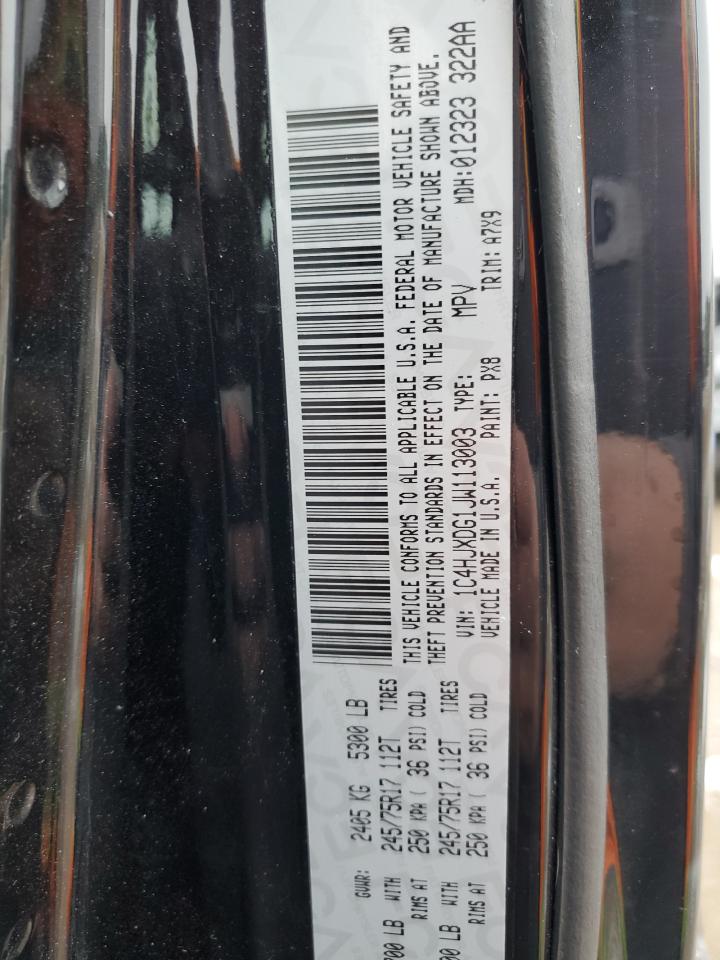 GVWR: 2405 KG 5300 LB
00 LB WITH 245/75R17 112T TIRES
RIMS AT 250 KPA ( 36 PSI) COLD
00 LB WITH 245/75R17 112T TIRES
RIMS AT 250 KPA ( 36 PSI) COLD
THIS VEHICLE CONFORMS TO ALL APPLICABLE U.S.A. FEDERAL MOTOR VEHICLE SAFETY AND
THEFT PREVENTION STANDARDS IN EFFECT ON THE DATE OF MANUFACTURE SHOWN ABOVE.
VIN: 1C4HJXDG1JW113003 TYPE: MPV MDH:012323 322AA
VEHICLE MADE IN U.S.A. PAINT: PX8 TRIM: A7X9